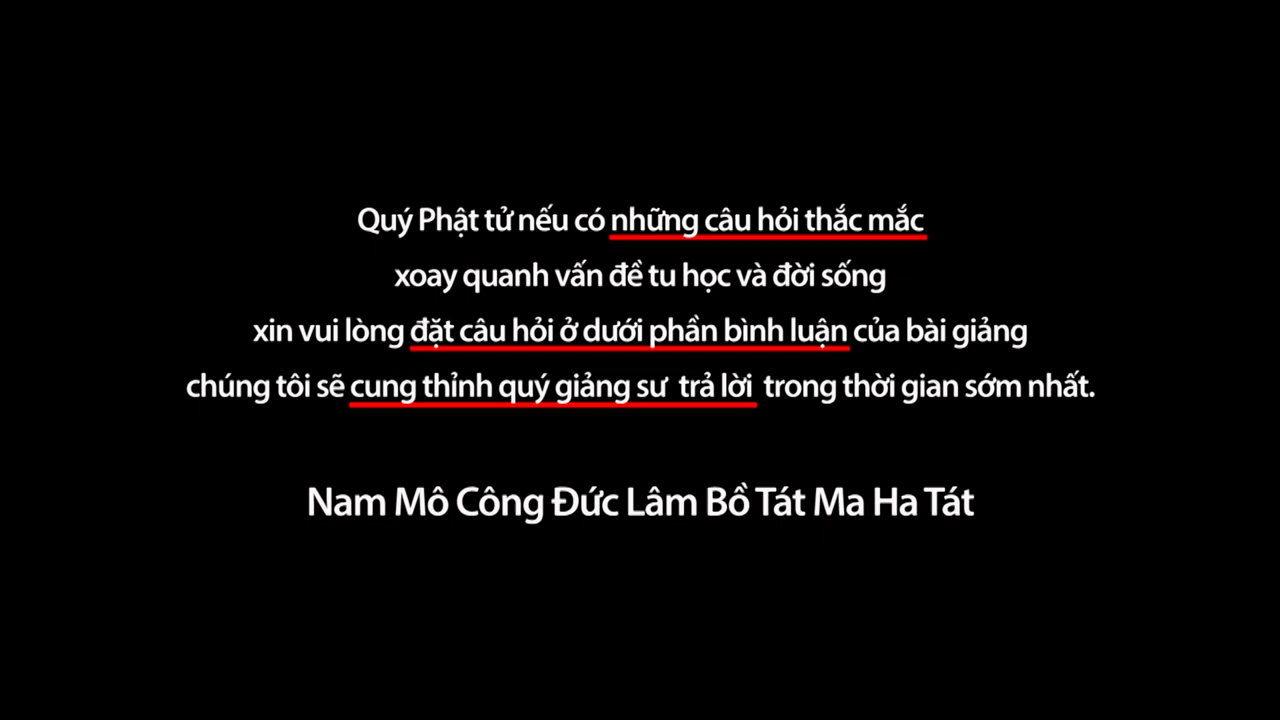 Quý Phật tử nếu có những câu hỏi thắc mắc
xoay quanh vấn đề tu học và đời sống
xin vui lòng đặt câu hỏi ở dưới phần bình luận của bài giảng
chúng tôi sẽ cung thỉnh quý giảng sư trả lời trong thời gian sớm nhất.
Nam Mô Công Đức Lâm Bồ Tát Ma Ha Tát